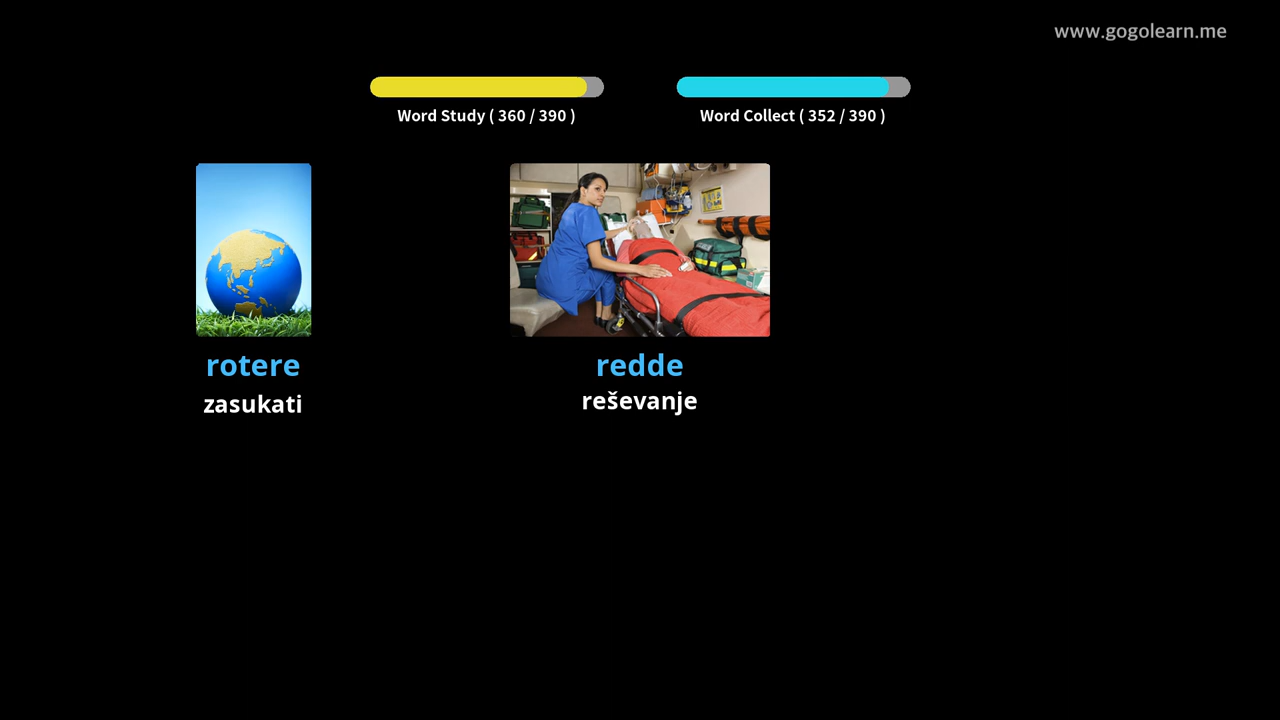 www.gogolearn.me
Word Study ( 360 / 390 )
Word Collect ( 352 / 390 )
rotere
zasukati
redde
reševanje